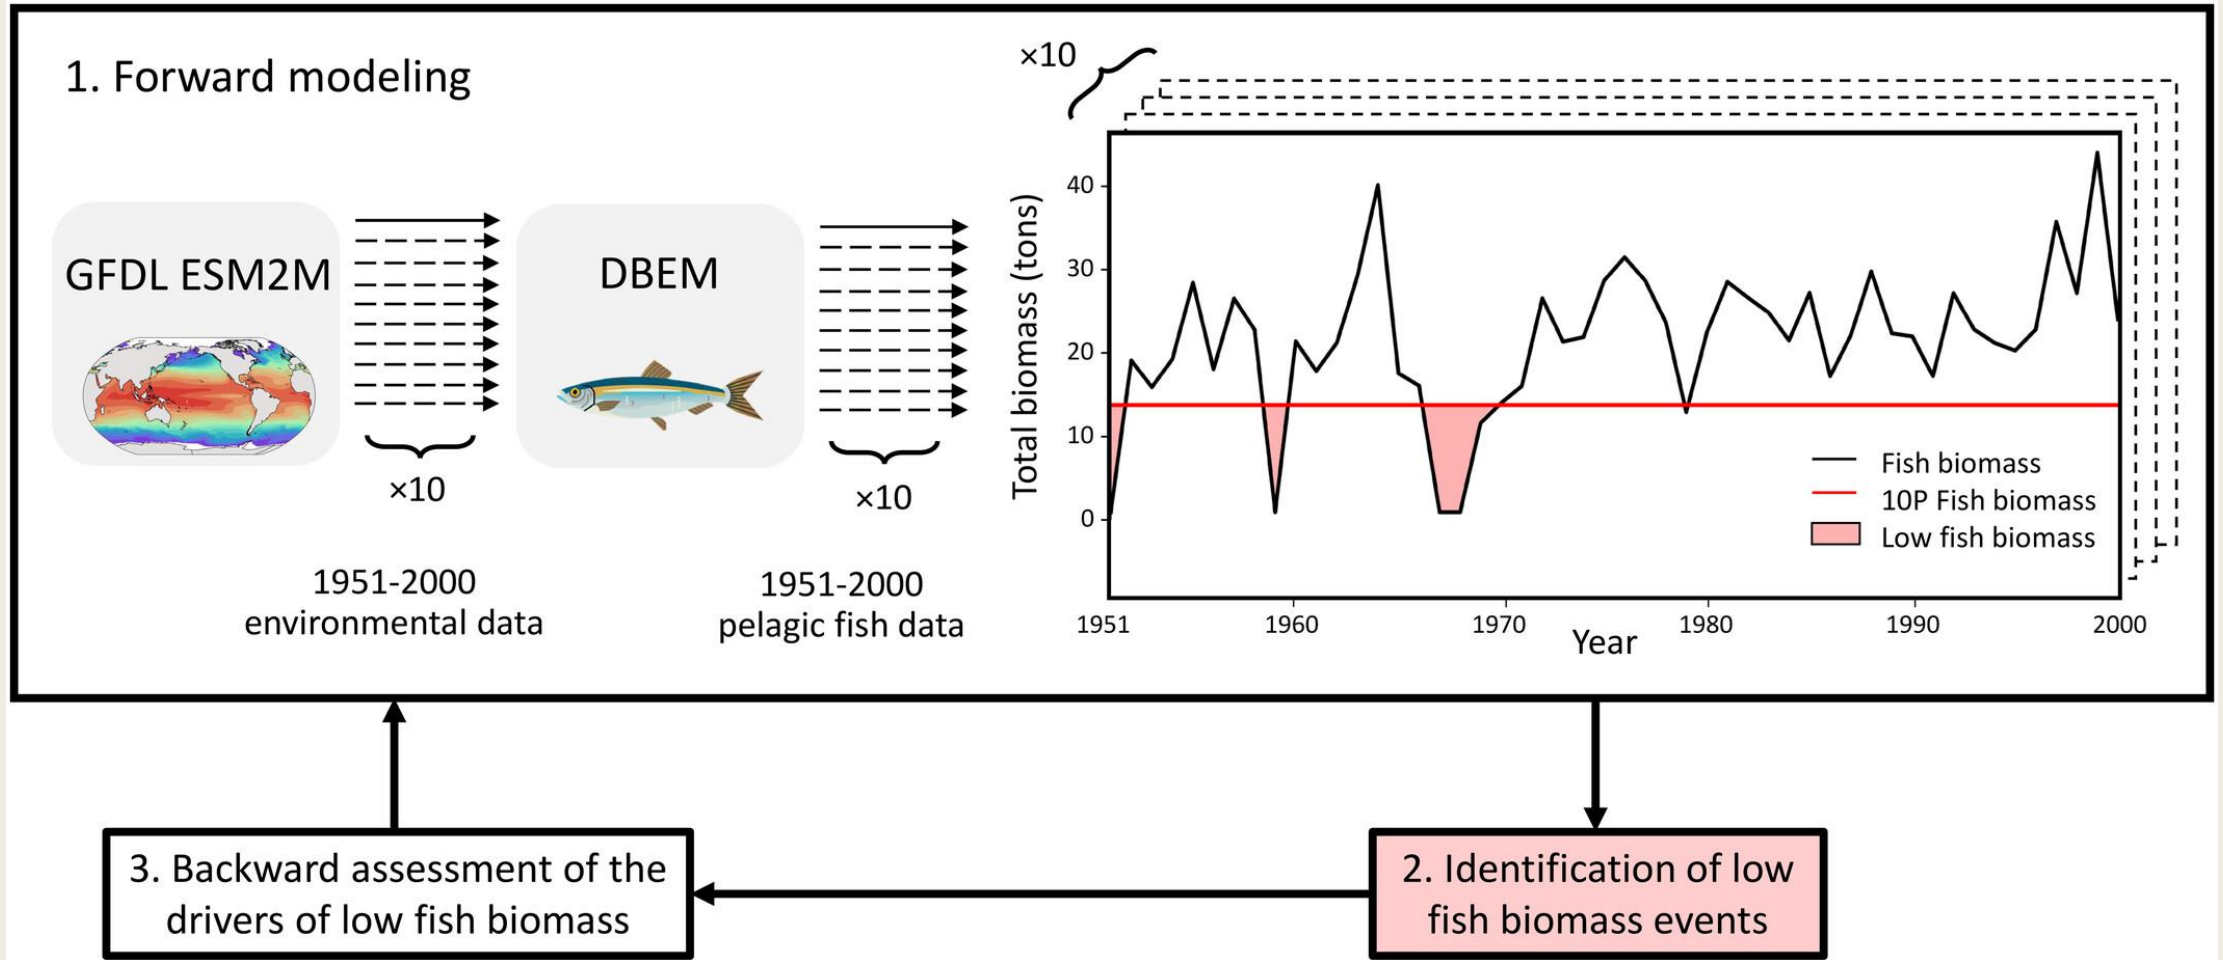 1. Forward modeling
GFDL ESM2M
×10
1951-2000
environmental data
DBEM
×10
1951-2000
pelagic fish data
×10
Total biomass (tons)
40
30
20
10
0
Fish biomass
10P Fish biomass
Low fish biomass
1951
1960
1970
1980
1990
2000
Year
2. Identification of low
fish biomass events
3. Backward assessment of the
drivers of low fish biomass